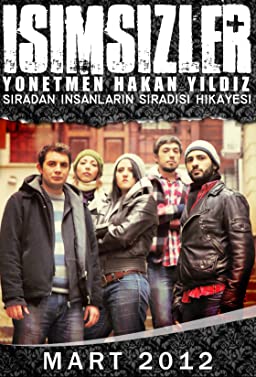 ISIMSIZLER+
YONETMEN HAKAN YILDIZ
SIRADAN INSANLARIN SIRADISI HIKAYESI
MART 2012